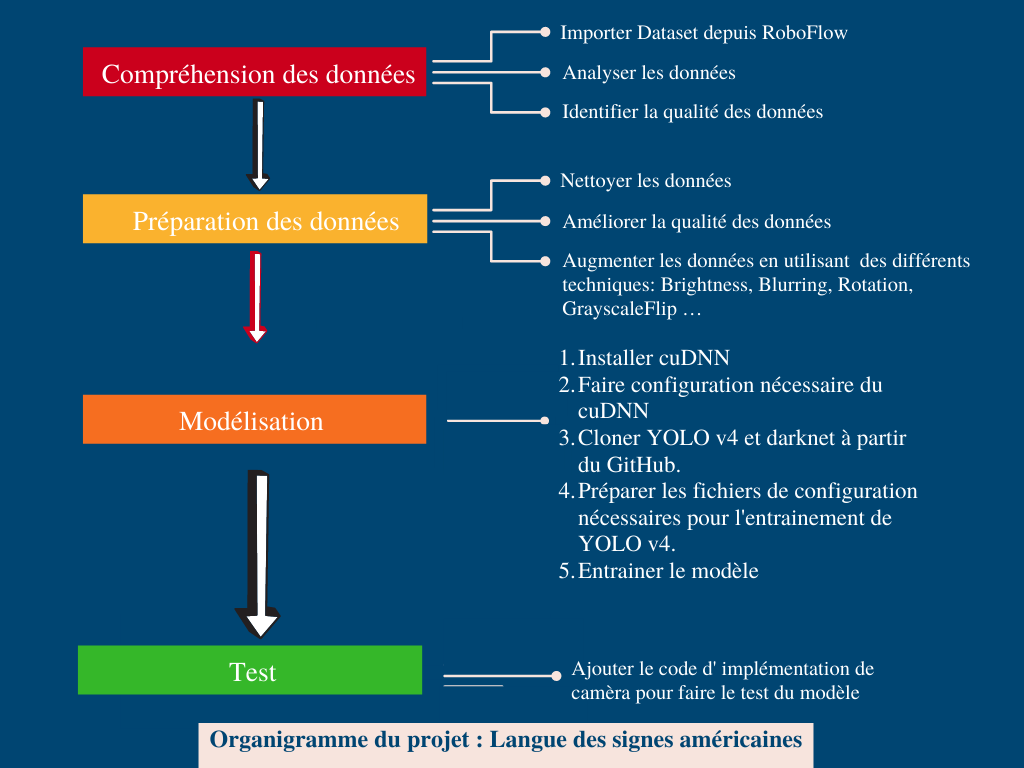 Importer Dataset depuis RoboFlow
Compréhension des données
Analyser les données
Identifier la qualité des données
Nettoyer les données
Préparation des données
Améliorer la qualité des données
Augmenter les données en utilisant des différents
techniques: Brightness, Blurring, Rotation,
GrayscaleFlip …
Modélisation
1. Installer cuDNN
2. Faire configuration nécessaire du
cuDNN
3. Cloner YOLO v4 et darknet à partir
du GitHub.
4. Préparer les fichiers de configuration
nécessaires pour l'entrainement de
YOLO v4.
5. Entrainer le modèle
Test
Ajouter le code d' implémentation de
camèra pour faire le test du modèle
Organigramme du projet : Langue des signes américaines